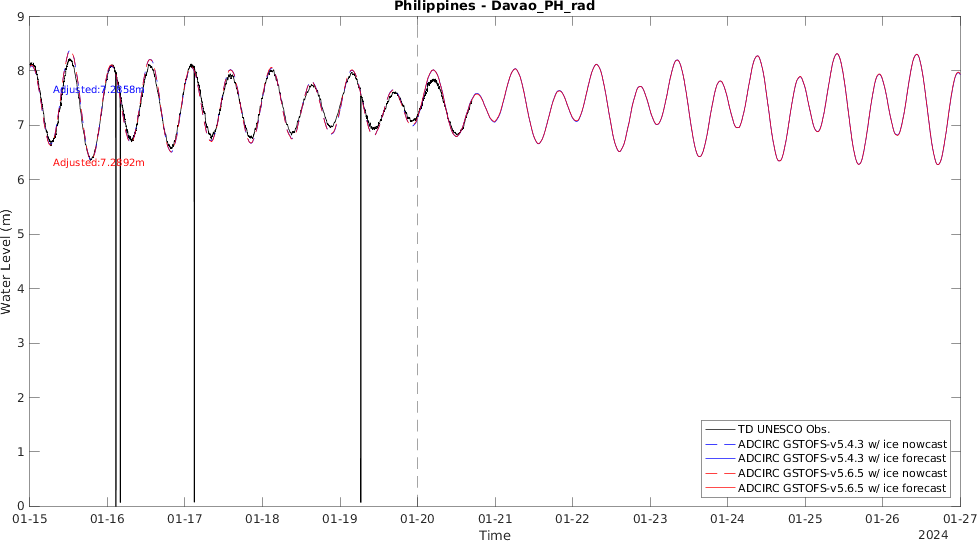 Philippines - Davao_PH_rad
9
8
7
6
5
4
3
2
1
0
Water Level (m)
Adjusted:7.2858m
Adjusted:7.2892m
TD UNESCO Obs.
ADCIRC GSTOFS-v5.4.3 w/ ice nowcast
ADCIRC GSTOFS-v5.4.3 w/ ice forecast
ADCIRC GSTOFS-v5.6.5 w/ ice nowcast
ADCIRC GSTOFS-v5.6.5 w/ ice forecast
01-15 01-16 01-17 01-18 01-19 01-20 01-21 01-22 01-23 01-24 01-25 01-26 01-27
Time
2024